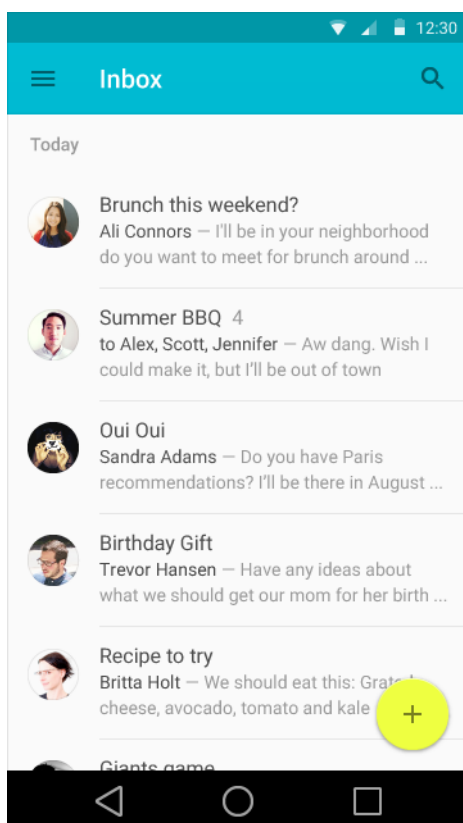 12:30
Inbox
Today
Brunch this weekend?
Ali Connors — I'll be in your neighborhood
do you want to meet for brunch around ...
Summer BBQ 4
to Alex, Scott, Jennifer — Aw dang. Wish I
could make it, but I'll be out of town
Oui Oui
Sandra Adams — Do you have Paris
recommendations? I'll be there in August ...
Birthday Gift
Trevor Hansen — Have any ideas about
what we should get our mom for her birth ...
Recipe to try
Britta Holt — We should eat this:
cheese, avocado, tomato and kale
Giants game